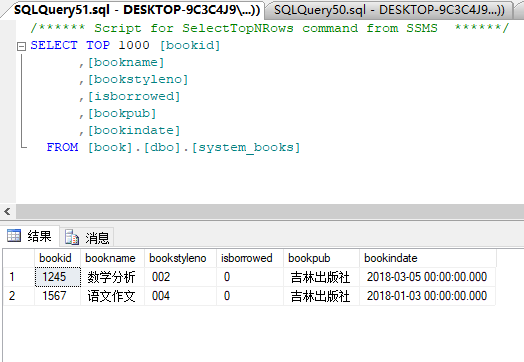 SQLQuery51.sql - DESKTOP-9C3C4J9\...)) SQLQuery50.sql - DESKTOP-9C3C4J9\...))
/****** Script for SelectTopNRows command from SSMS  ******/
SELECT TOP 1000 [bookid]
,[bookname]
,[bookstyleno]
,[isborrowed]
,[bookpub]
,[bookindate]
FROM [book].[dbo].[system_books]
结果 消息
bookid bookname bookstyleno isborrowed bookpub bookindate
1 1245 数学分析 002 0 吉林出版社 2018-03-05 00:00:00.000
2 1567 语文作文 004 0 吉林出版社 2018-01-03 00:00:00.000